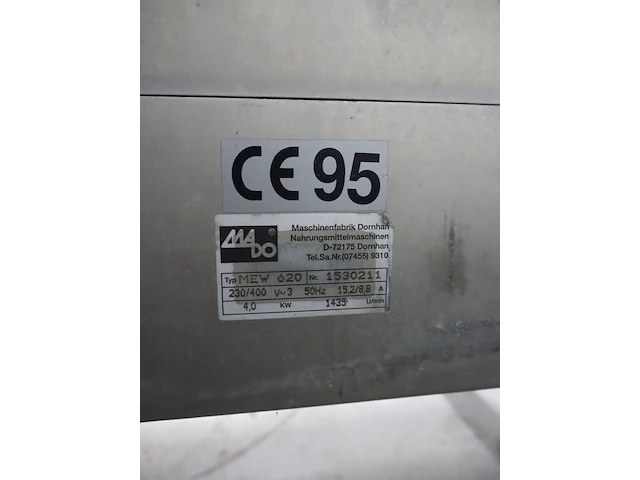 CE 95
MADO®
Maschinenfabrik Dornhan
Nahrungsmittelmaschinen
D-72175 Dornhan
Tel.Sa.Nr.(07455) 9310
Typ MEW 620 Nr. 1530211
230/400 V~3 50Hz 15,2/8,8 A
4,0 KW 1435 U/min